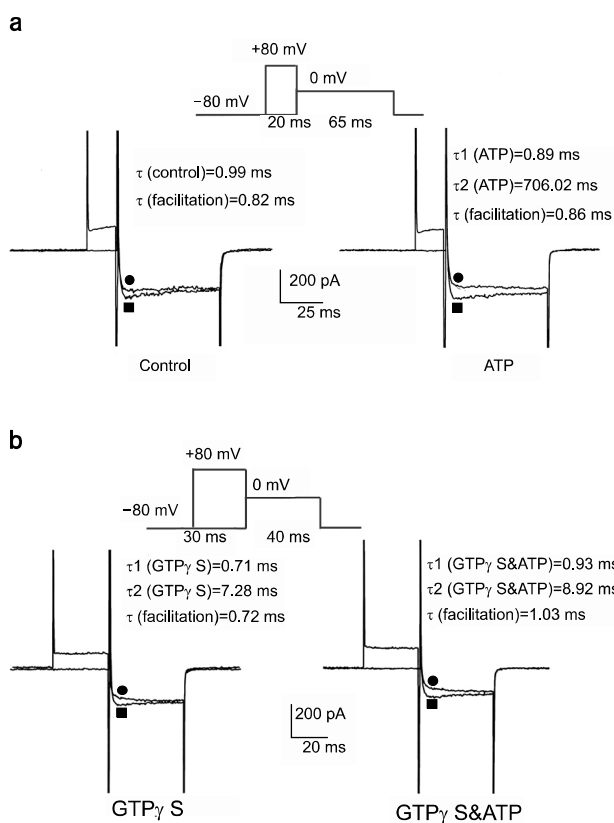 a
+80 mV
0 mV
−80 mV
20 ms 65 ms
τ (control)=0.99 ms
τ (facilitation)=0.82 ms
τ1 (ATP)=0.89 ms
τ2 (ATP)=706.02 ms
τ (facilitation)=0.86 ms
200 pA
25 ms
Control
ATP
b
+80 mV
0 mV
−80 mV
30 ms 40 ms
τ1 (GTPγ S)=0.71 ms
τ2 (GTPγ S)=7.28 ms
τ (facilitation)=0.72 ms
τ1 (GTPγ S&ATP)=0.93 ms
τ2 (GTPγ S&ATP)=8.92 ms
τ (facilitation)=1.03 ms
200 pA
20 ms
GTPγ S
GTPγ S&ATP